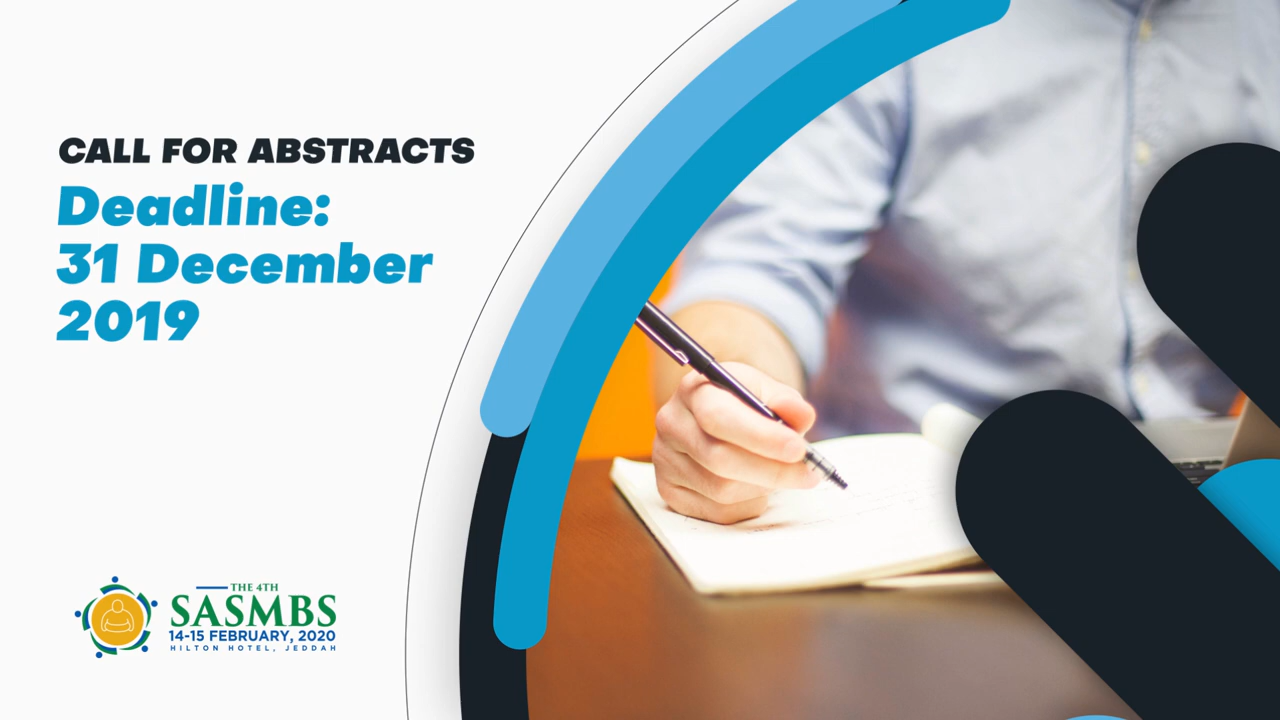 CALL FOR ABSTRACTS
Deadline:
31 December
2019
THE 4TH
SASMBS
14-15 FEBRUARY, 2020
HILTON HOTEL, JEDDAH